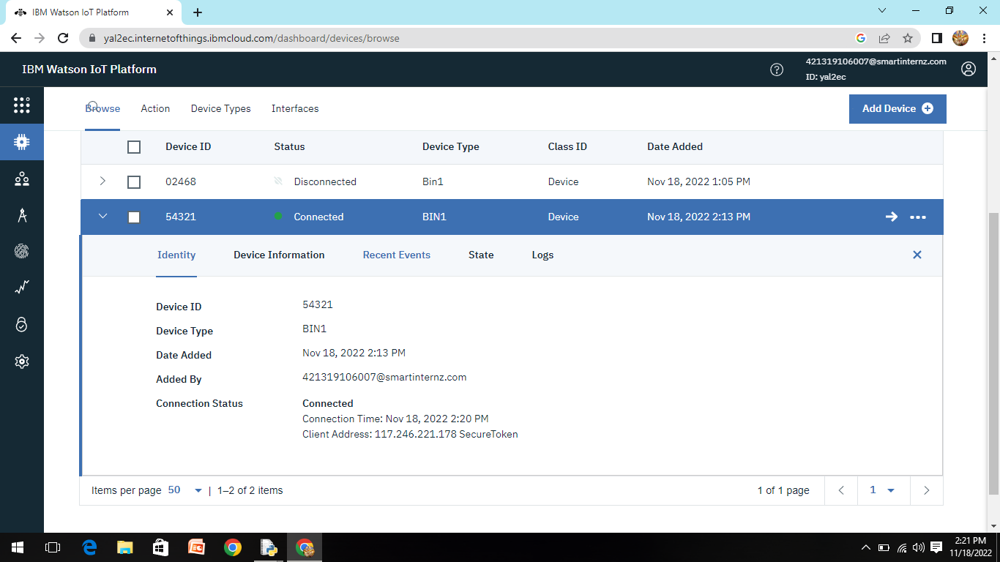 IBM Watson IoT Platform
yal2ec.internetofthings.ibmcloud.com/dashboard/devices/browse
IBM Watson IoT Platform
421319106007@smartinternz.com
ID: yal2ec
Browse Action Device Types Interfaces Add Device
Device ID Status Device Type Class ID Date Added
02468 Disconnected Bin1 Device Nov 18, 2022 1:05 PM
54321 Connected BIN1 Device Nov 18, 2022 2:13 PM
Identity Device Information Recent Events State Logs
Device ID 54321
Device Type BIN1
Date Added Nov 18, 2022 2:13 PM
Added By 421319106007@smartinternz.com
Connection Status Connected
Connection Time: Nov 18, 2022 2:20 PM
Client Address: 117.246.221.178 SecureToken
Items per page 50 | 1–2 of 2 items 1 of 1 page 1
2:21 PM
11/18/2022